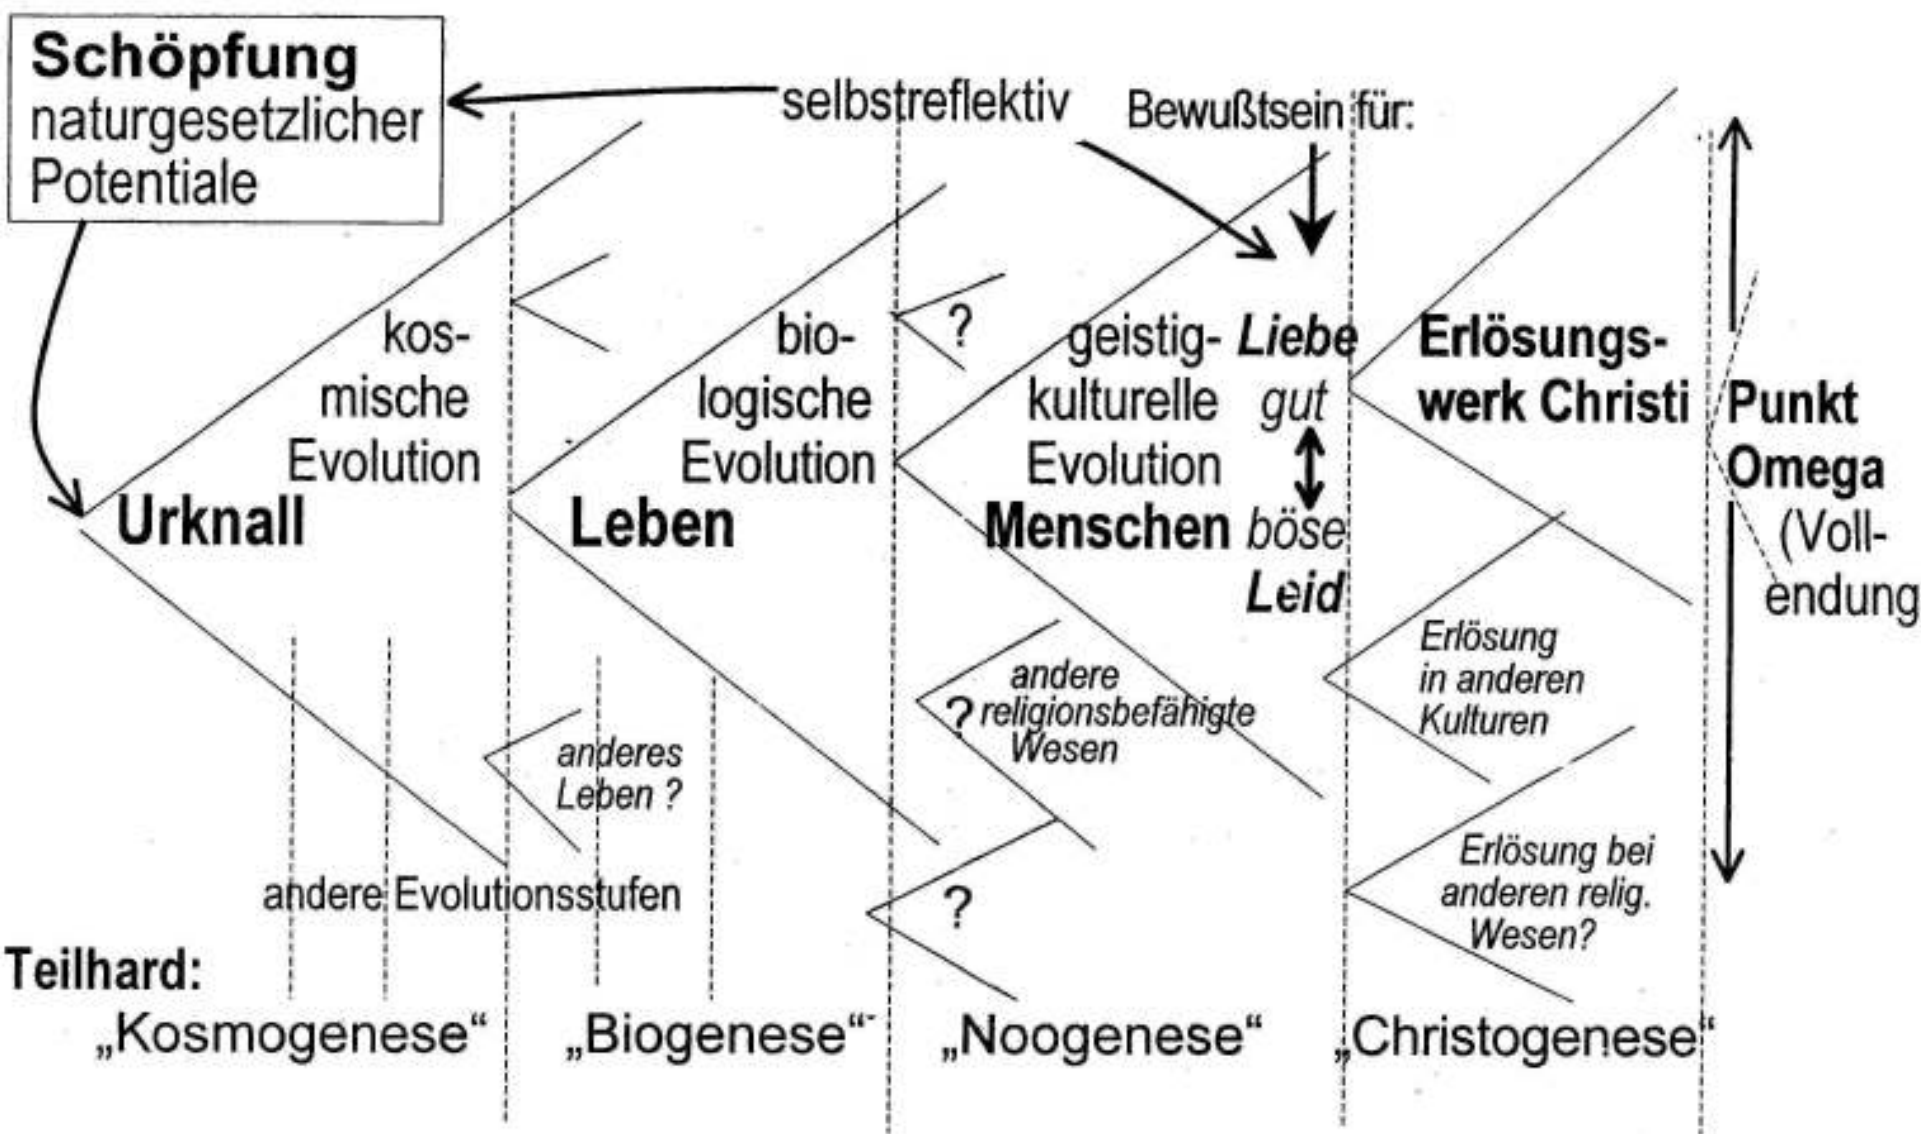 Schöpfung
naturgesetzlicher
Potentiale
selbstreflektiv
Bewußtsein für:
kos-
mische
Evolution
Urknall
bio-
logische
Evolution
Leben
?
geistig-
kulturelle
Evolution
Menschen
Liebe
gut
böse
Leid
Erlösungs-
werk Christi
Punkt
Omega
(Voll-
endung
anderes
Leben ?
andere Evolutionsstufen
andere
? religionsbefähigte
Wesen
?
Erlösung
in anderen
Kulturen
Erlösung bei
anderen relig.
Wesen?
Teilhard:
„Kosmogenese“
„Biogenese“
„Noogenese“
„Christogenese“